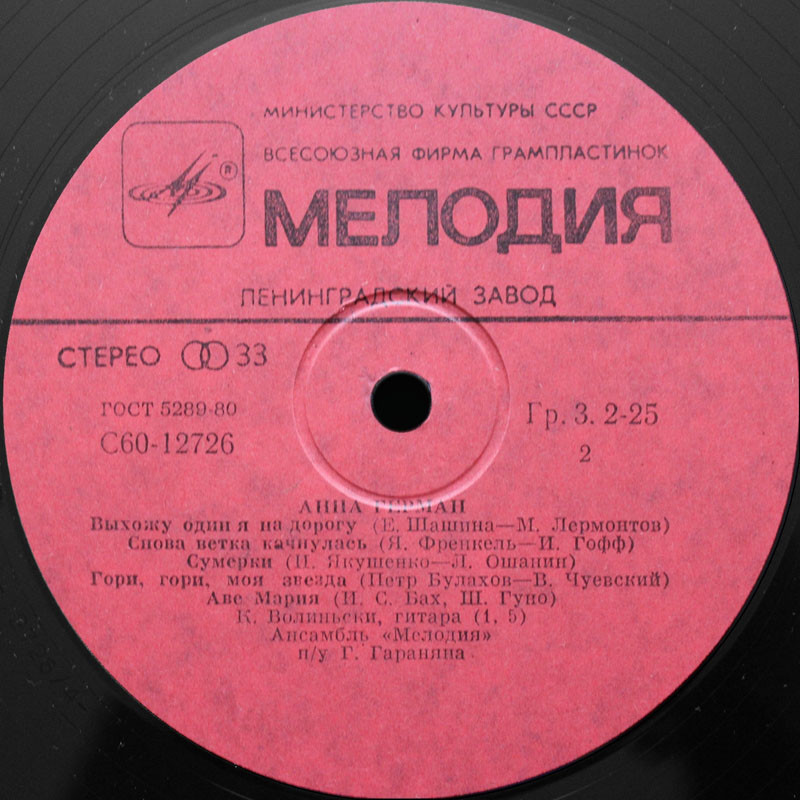 МИНИСТЕРСТВО КУЛЬТУРЫ СССР
ВСЕСОЮЗНАЯ ФИРМА ГРАМПЛАСТИНОК
®
МЕЛОДИЯ
ЛЕНИНГРАДСКИЙ ЗАВОД
СТЕРЕО 33
ГОСТ 5289-80
С60-12726
Гр. 3. 2-25
2
АННА ГЕРМАН
Выхожу один я на дорогу (Е. Шашина—М. Лермонтов)
Снова ветка качнулась (Я. Френкель—И. Гофф)
Сумерки (И. Якушенко—Л. Ошанин)
Гори, гори, моя звезда (Петр Булахов—В. Чуевский)
Аве Мария (И. С. Бах, Ш. Гуно)
К. Волиньски, гитара (1, 5)
Ансамбль «Мелодия»
п/у Г. Гараняна